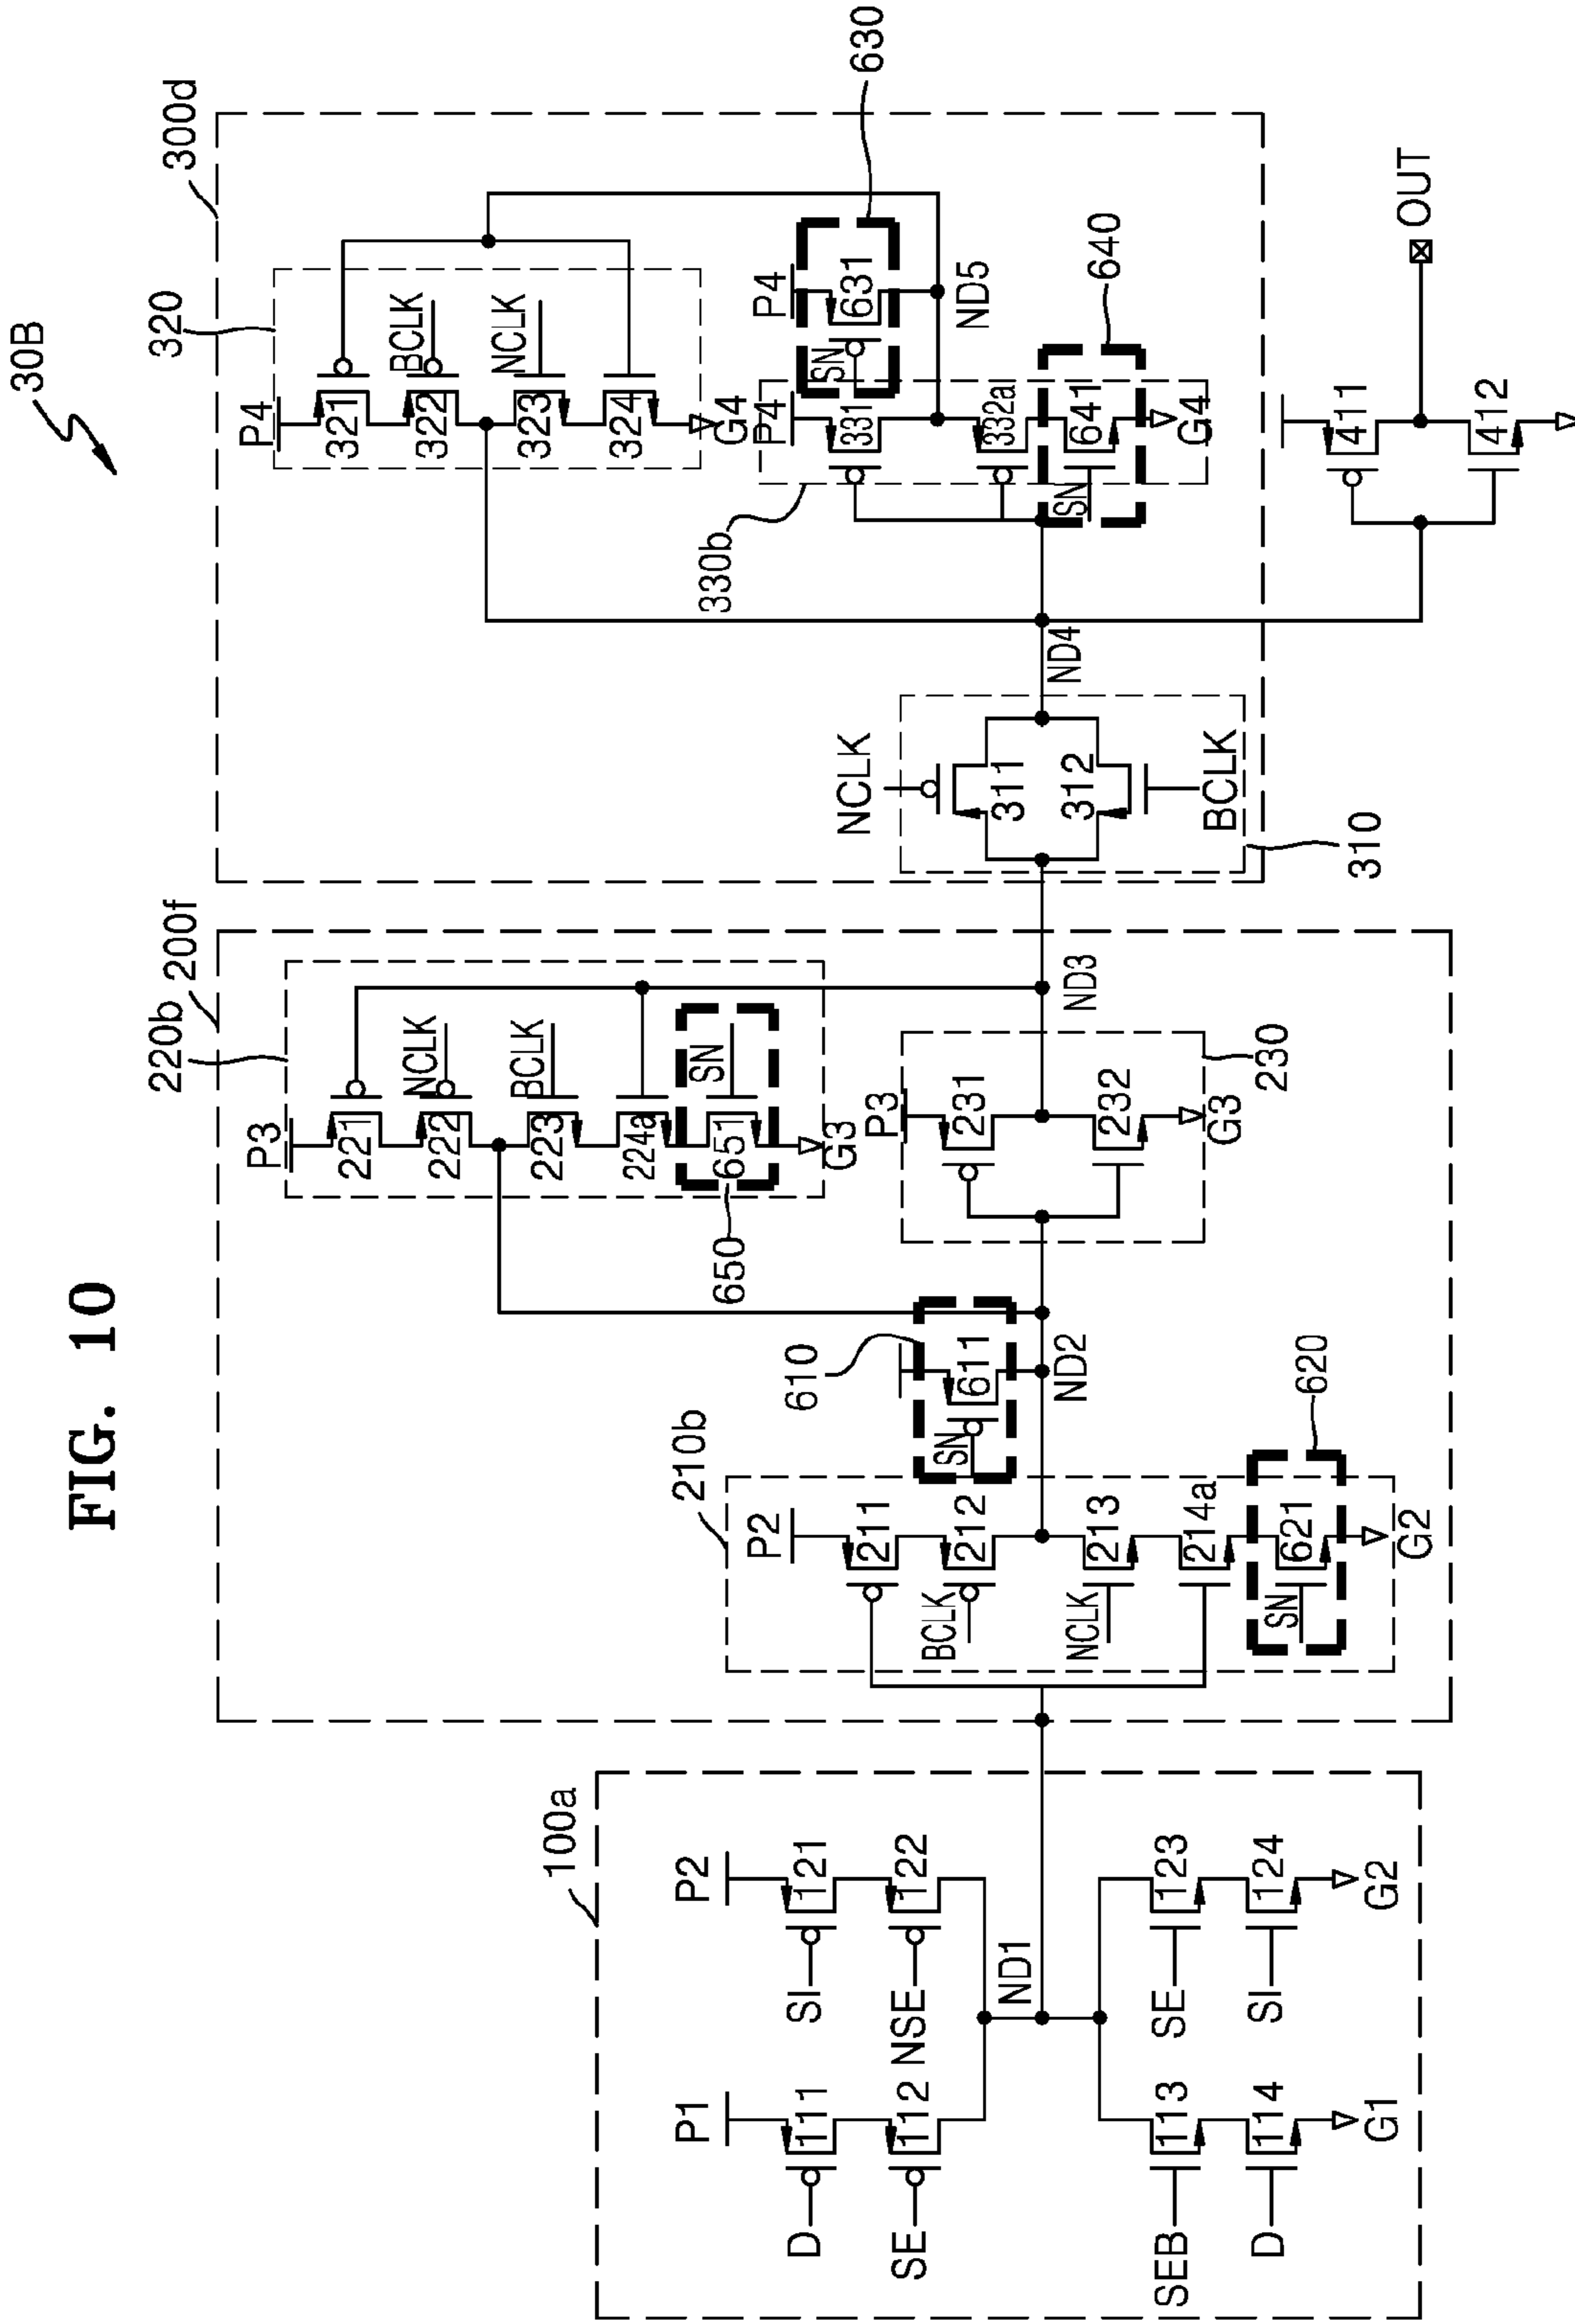 FIG. 10
30B
100a
P1
D
111
SE
112
SEB
113
D
114
G1
P2
SI
121
NSE
122
ND1
SE
123
SI
124
G2
200f
210b
P2
211
BCLK
212
NCLK
213
214a
SN
621
620
G2
610
SN
611
ND2
220b
P3
221
NCLK
222
BCLK
223
224a
SN
651
650
G3
P3
231
232
G3
230
ND3
300d
NCLK
311
312
BCLK
310
ND4
320
P4
321
BCLK
322
NCLK
323
324
G4
330b
P4
331
332a
SN
641
640
G4
P4
SN
631
630
ND5
411
412
OUT